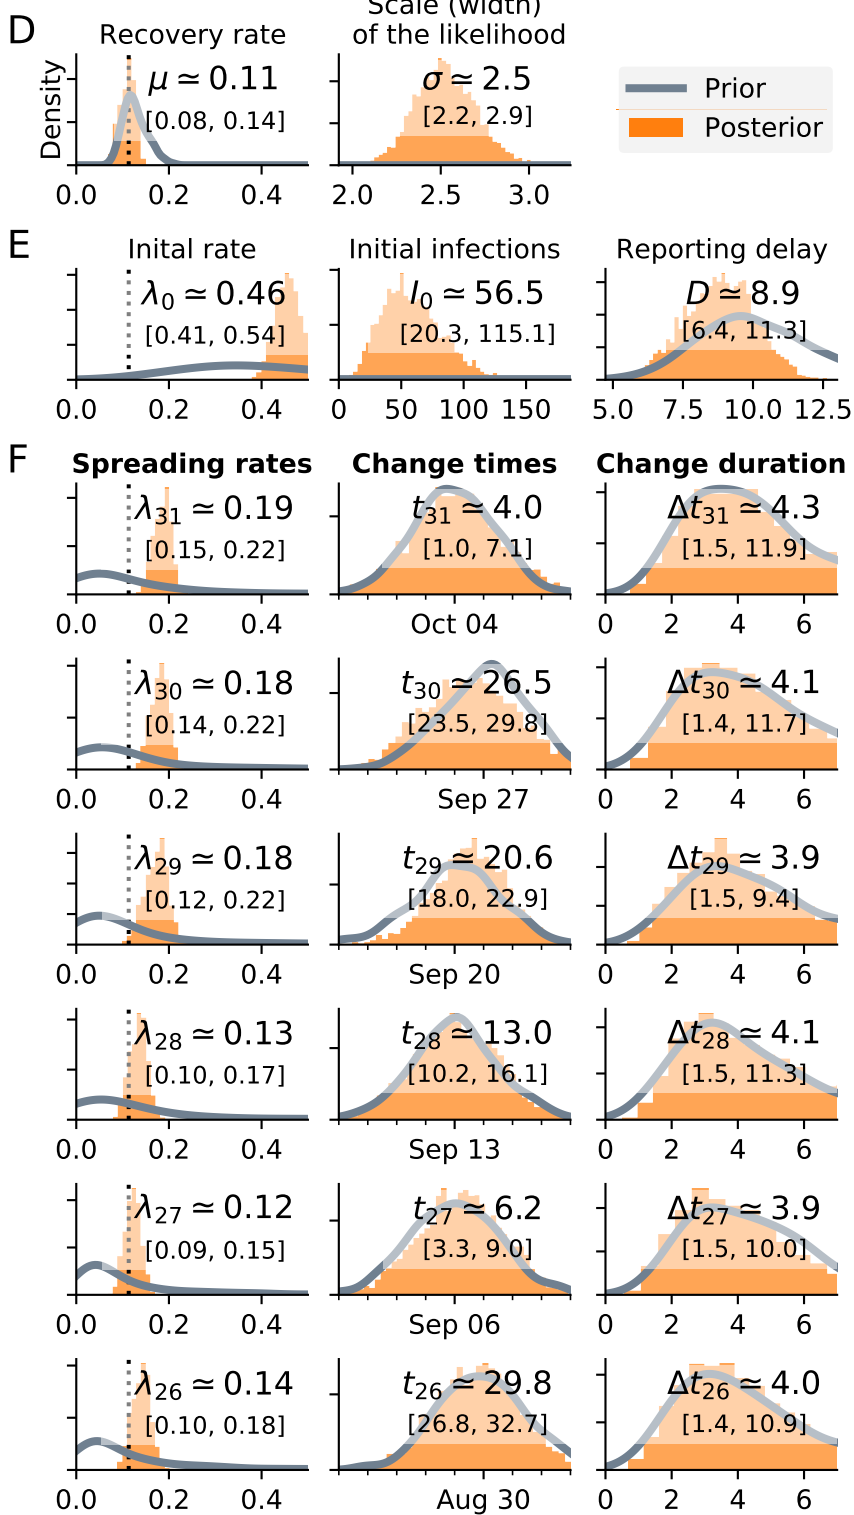 D
Recovery rate
Scale (width)
of the likelihood
Density
μ ≃ 0.11
[0.08, 0.14]
0.0 0.2 0.4
σ ≃ 2.5
[2.2, 2.9]
2.0 2.5 3.0
Prior
Posterior
E
Inital rate
λ0 ≃ 0.46
[0.41, 0.54]
0.0 0.2 0.4
Initial infections
I0 ≃ 56.5
[20.3, 115.1]
0 50 100 150
Reporting delay
D ≃ 8.9
[6.4, 11.3]
5.0 7.5 10.0 12.5
F
Spreading rates Change times Change duration
λ31 ≃ 0.19 t31 ≃ 4.0 Δt31 ≃ 4.3
[0.15, 0.22] [1.0, 7.1] [1.5, 11.9]
0.0 0.2 0.4 Oct 04 0 2 4 6
λ30 ≃ 0.18 t30 ≃ 26.5 Δt30 ≃ 4.1
[0.14, 0.22] [23.5, 29.8] [1.4, 11.7]
0.0 0.2 0.4 Sep 27 0 2 4 6
λ29 ≃ 0.18 t29 ≃ 20.6 Δt29 ≃ 3.9
[0.12, 0.22] [18.0, 22.9] [1.5, 9.4]
0.0 0.2 0.4 Sep 20 0 2 4 6
λ28 ≃ 0.13 t28 ≃ 13.0 Δt28 ≃ 4.1
[0.10, 0.17] [10.2, 16.1] [1.5, 11.3]
0.0 0.2 0.4 Sep 13 0 2 4 6
λ27 ≃ 0.12 t27 ≃ 6.2 Δt27 ≃ 3.9
[0.09, 0.15] [3.3, 9.0] [1.5, 10.0]
0.0 0.2 0.4 Sep 06 0 2 4 6
λ26 ≃ 0.14 t26 ≃ 29.8 Δt26 ≃ 4.0
[0.10, 0.18] [26.8, 32.7] [1.4, 10.9]
0.0 0.2 0.4 Aug 30 0 2 4 6